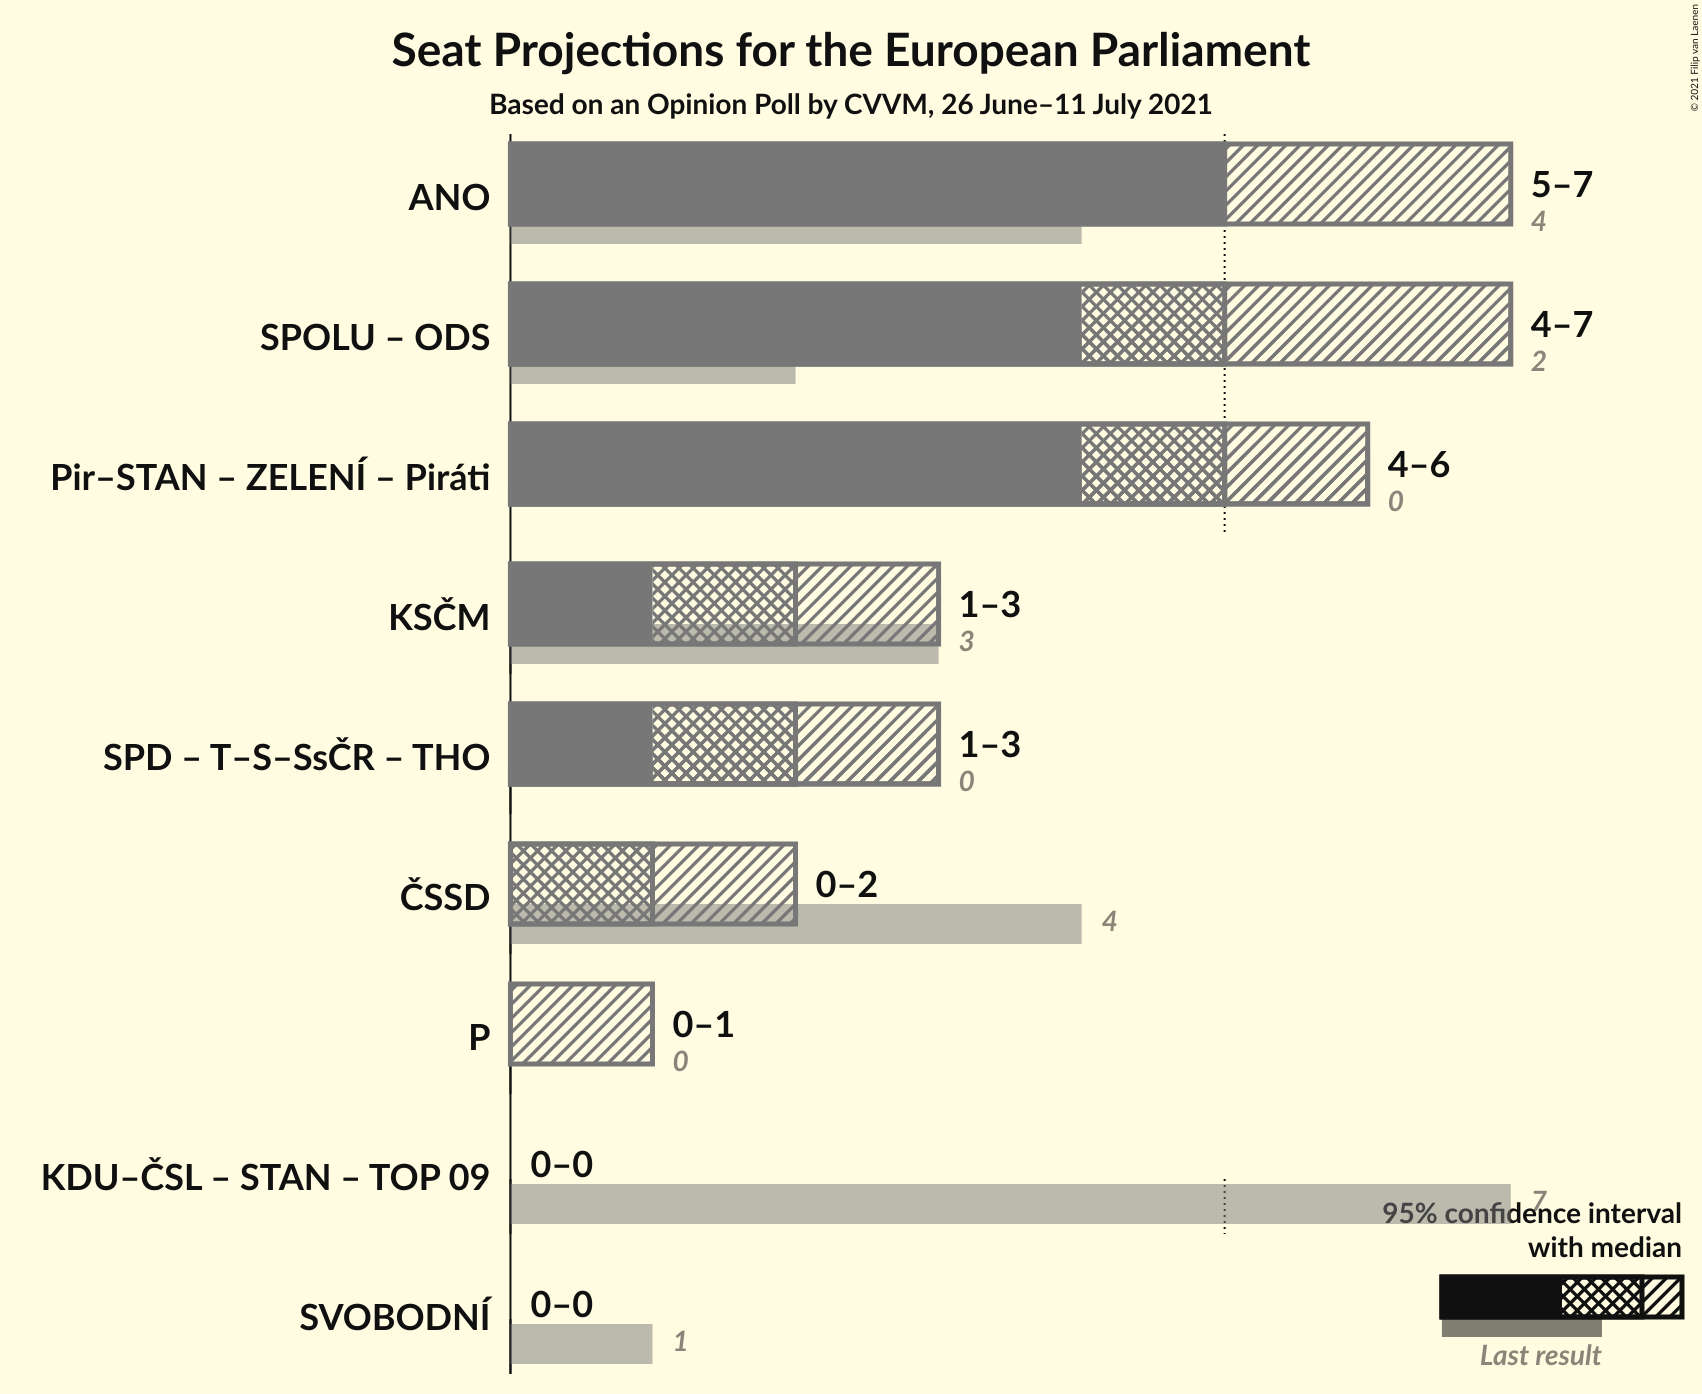 Seat Projections for the European Parliament
Based on an Opinion Poll by CVVM, 26 June–11 July 2021
© 2021 Filip van Laenen
ANO
5–7
4
SPOLU – ODS
4–7
2
Pir–STAN – ZELENÍ – Piráti
4–6
0
KSČM
1–3
3
SPD – T–S–SsČR – THO
1–3
0
ČSSD
0–2
4
P
0–1
0
KDU–ČSL – STAN – TOP 09
0–0
7
SVOBODNÍ
0–0
1
95% confidence interval
with median
Last result